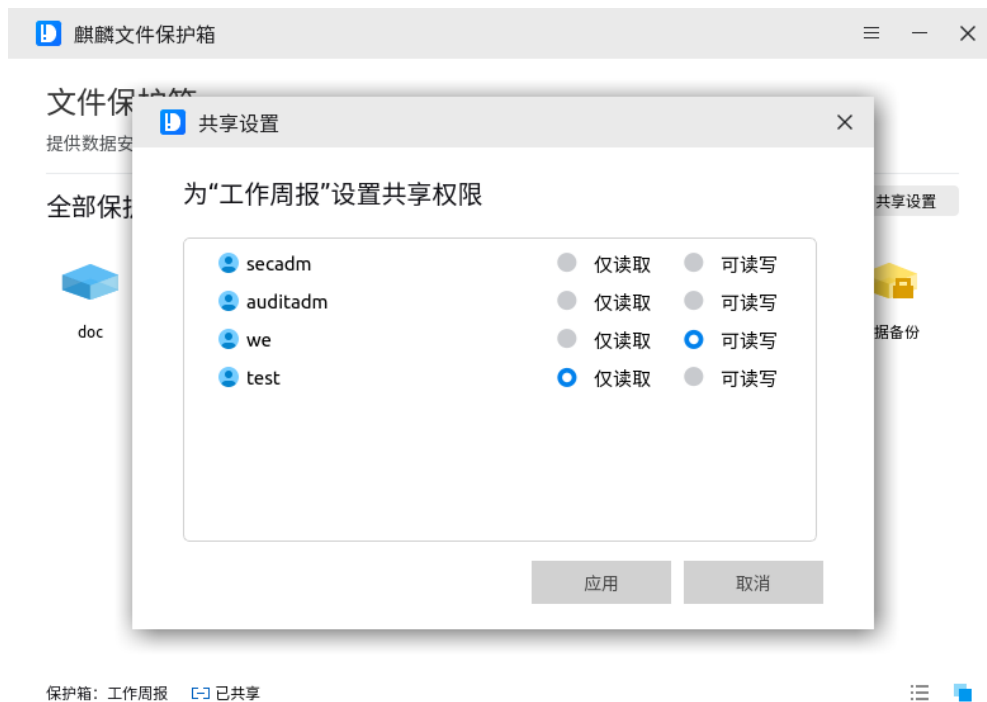 麒麟文件保护箱
文件保护箱
提供数据安
共享设置
全部保护
共享设置
为“工作周报”设置共享权限
secadm 仅读取 可读写
auditadm 仅读取 可读写
we 仅读取 可读写
test 仅读取 可读写
doc
据备份
应用 取消
保护箱：工作周报 已共享